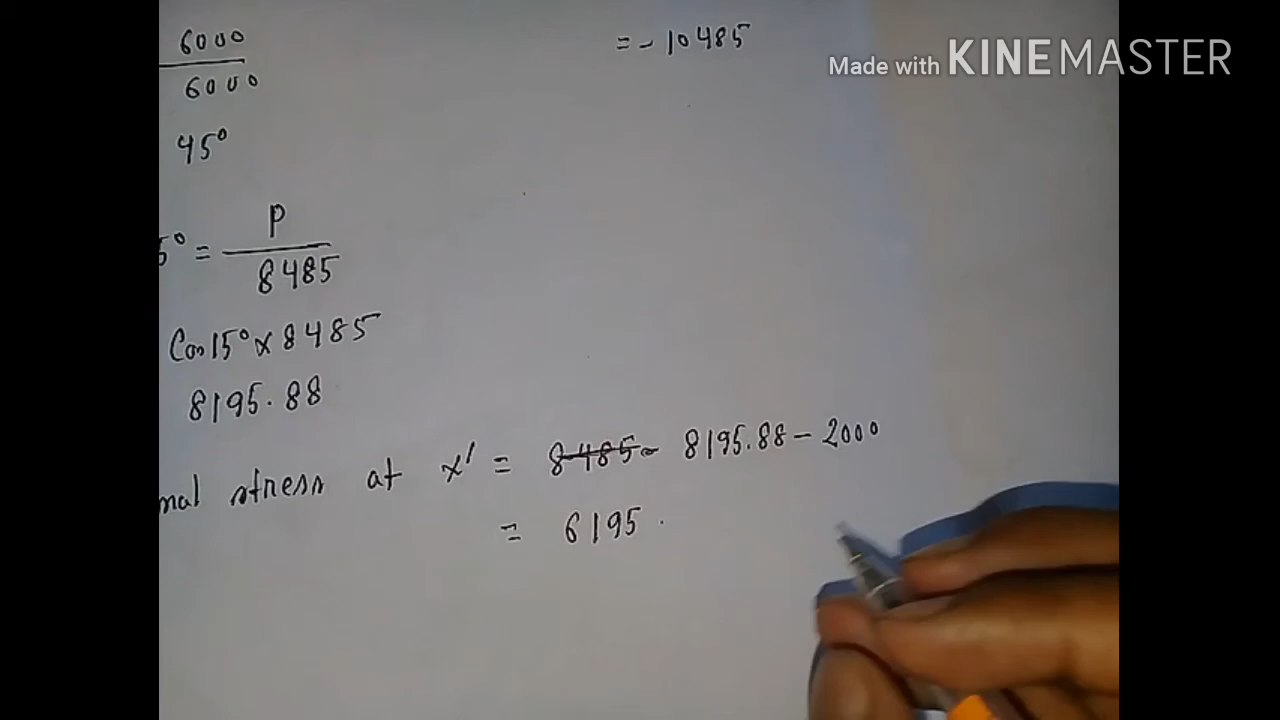 6000
6000
45°
= - 10485
Made with KINEMASTER
5° = P
8485
Cos 15° x 8485
8195.88
stress at x' = 8485 - 8195.88 - 2000
= 6195.